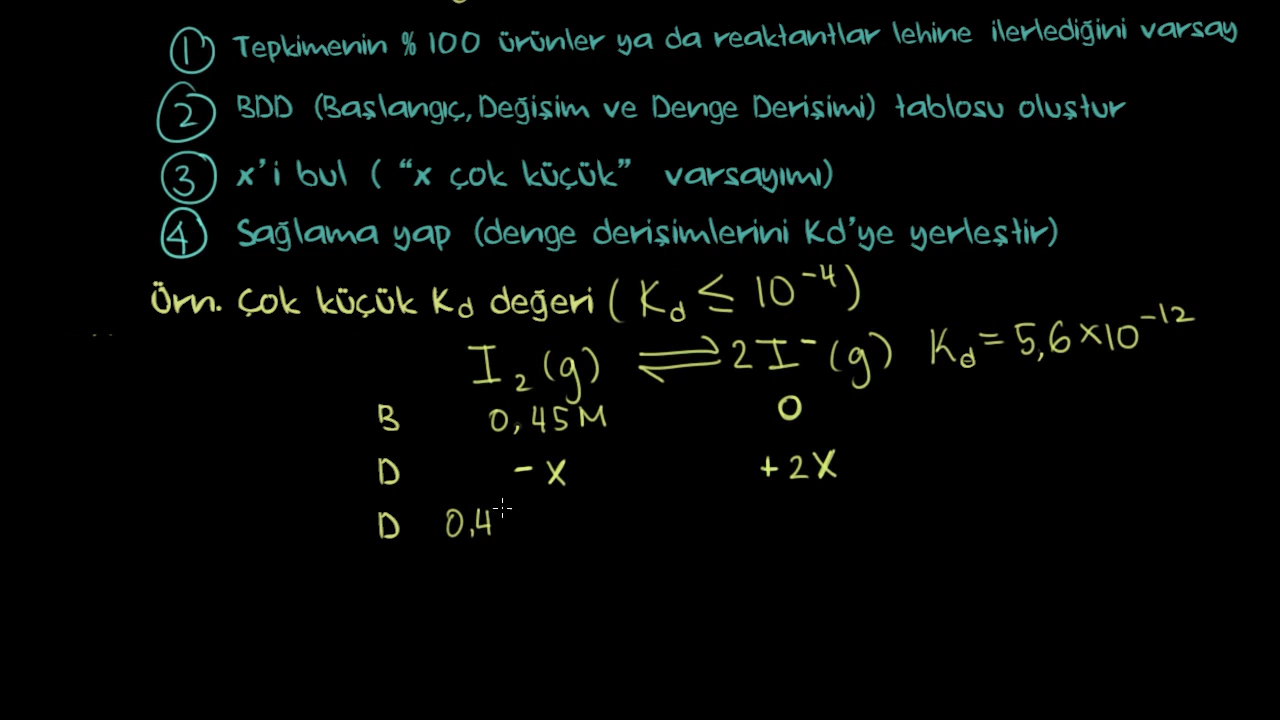 ① Tepkimenin % 100 ürünler ya da reaktantlar lehine ilerlediğini varsay
② BDD (Başlangıç, Değişim ve Denge Derişimi) tablosu oluştur
③ x'i bul ( “x çok küçük” varsayımı)
④ Sağlama yap (denge derişimlerini Kd'ye yerleştir)
Örn. Çok küçük Kd değeri ( Kd ≤ 10⁻⁴ )
I₂ (g) ⇌ 2I⁻ (g) Kd = 5,6×10⁻¹²
B 0,45M 0
D - x + 2x
D 0,4